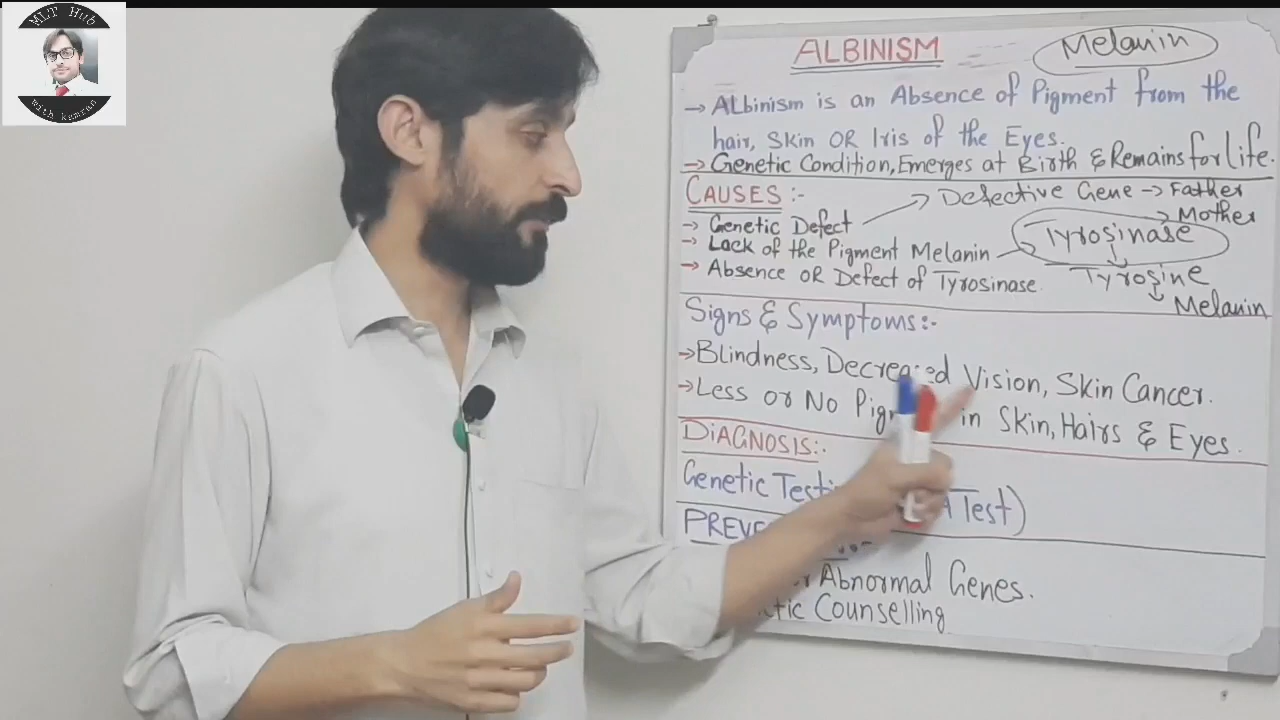 MLT Hub
with kamran
ALBINISM
Melanin
→ ALbinism is an Absence of Pigment from the
hair, Skin OR Iris of the Eyes.
→ Genetic Condition, Emerges at Birth & Remains for Life.
CAUSES:-
→ Defective Gene → Father
→ Mother
→ Genetic Defect
→ Lack of the Pigment Melanin → Tyrosinase
→ Absence OR Defect of Tyrosinase.
Tyrosine
Melanin
Signs & Symptoms:-
→ Blindness, Decreased Vision, Skin Cancer.
→ Less or No in Skin, Hairs & Eyes.
DiAGNOSIS:-
Genetic Test)
Abnormal Genes.
Counselling